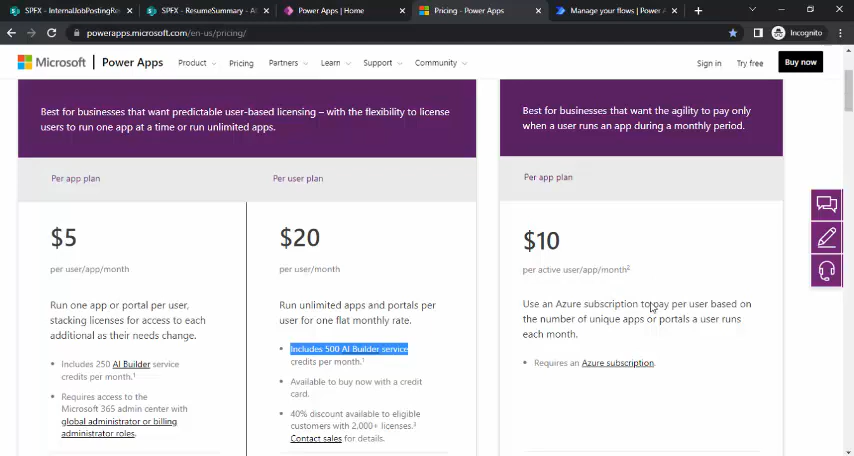 SPFX - InternalJobPostingRe
SPFX - ResumeSummary - Al
Power Apps | Home
Pricing - Power Apps
Manage your flows | Power A
powerapps.microsoft.com/en-us/pricing/
Incognito
Microsoft
Power Apps
Product
Pricing
Partners
Learn
Support
Community
Sign in
Try free
Buy now
Best for businesses that want predictable user-based licensing – with the flexibility to license
users to run one app at a time or run unlimited apps.
Best for businesses that want the agility to pay only
when a user runs an app during a monthly period.
Per app plan
Per user plan
Per app plan
$5
per user/app/month
Run one app or portal per user,
stacking licenses for access to each
additional as their needs change.
• Includes 250 AI Builder service
credits per month.¹
• Requires access to the
Microsoft 365 admin center with
global administrator or billing
administrator roles.
$20
per user/month
Run unlimited apps and portals per
user for one flat monthly rate.
• Includes 500 AI Builder service
credits per month.¹
• Available to buy now with a credit
card.
• 40% discount available to eligible
customers with 2,000+ licenses.³
Contact sales for details.
$10
per active user/app/month²
Use an Azure subscription to pay per user based on
the number of unique apps or portals a user runs
each month.
• Requires an Azure subscription.